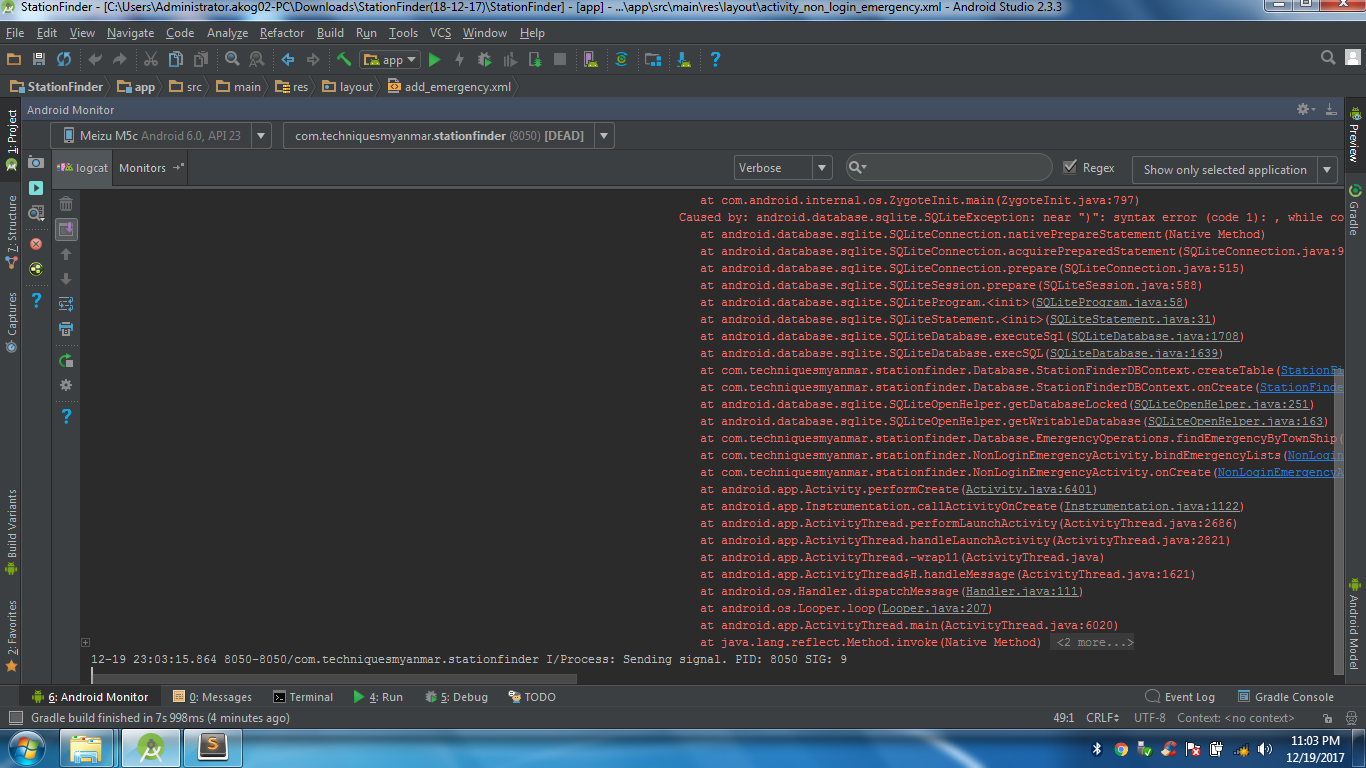 StationFinder - [C:\Users\Administrator.akog02-PC\Downloads\StationFinder(18-12-17)\StationFinder] - [app] - ...\app\src\main\res\layout\activity_non_login_emergency.xml - Android Studio 2.3.3
File Edit View Navigate Code Analyze Refactor Build Run Tools VCS Window Help
app
StationFinder app src main res layout add_emergency.xml
Android Monitor
Meizu M5c Android 6.0, API 23 com.techniquesmyanmar.stationfinder (8050) [DEAD]
logcat Monitors Verbose Regex Show only selected application
at com.android.internal.os.ZygoteInit.main(ZygoteInit.java:797)
Caused by: android.database.sqlite.SQLiteException: near ")": syntax error (code 1): , while co
at android.database.sqlite.SQLiteConnection.nativePrepareStatement(Native Method)
at android.database.sqlite.SQLiteConnection.acquirePreparedStatement(SQLiteConnection.java:9
at android.database.sqlite.SQLiteConnection.prepare(SQLiteConnection.java:515)
at android.database.sqlite.SQLiteSession.prepare(SQLiteSession.java:588)
at android.database.sqlite.SQLiteProgram.<init>(SQLiteProgram.java:58)
at android.database.sqlite.SQLiteStatement.<init>(SQLiteStatement.java:31)
at android.database.sqlite.SQLiteDatabase.executeSql(SQLiteDatabase.java:1708)
at android.database.sqlite.SQLiteDatabase.execSQL(SQLiteDatabase.java:1639)
at com.techniquesmyanmar.stationfinder.Database.StationFinderDBContext.createTable(StationFi
at com.techniquesmyanmar.stationfinder.Database.StationFinderDBContext.onCreate(StationFinde
at android.database.sqlite.SQLiteOpenHelper.getDatabaseLocked(SQLiteOpenHelper.java:251)
at android.database.sqlite.SQLiteOpenHelper.getWritableDatabase(SQLiteOpenHelper.java:163)
at com.techniquesmyanmar.stationfinder.Database.EmergencyOperations.findEmergencyByTownShip(
at com.techniquesmyanmar.stationfinder.NonLoginEmergencyActivity.bindEmergencyLists(NonLogin
at com.techniquesmyanmar.stationfinder.NonLoginEmergencyActivity.onCreate(NonLoginEmergencyA
at android.app.Activity.performCreate(Activity.java:6401)
at android.app.Instrumentation.callActivityOnCreate(Instrumentation.java:1122)
at android.app.ActivityThread.performLaunchActivity(ActivityThread.java:2686)
at android.app.ActivityThread.handleLaunchActivity(ActivityThread.java:2821)
at android.app.ActivityThread.-wrap11(ActivityThread.java)
at android.app.ActivityThread$H.handleMessage(ActivityThread.java:1621)
at android.os.Handler.dispatchMessage(Handler.java:111)
at android.os.Looper.loop(Looper.java:207)
at android.app.ActivityThread.main(ActivityThread.java:6020)
at java.lang.reflect.Method.invoke(Native Method) <2 more...>
12-19 23:03:15.864 8050-8050/com.techniquesmyanmar.stationfinder I/Process: Sending signal. PID: 8050 SIG: 9
1: Project
7: Structure
Captures
Build Variants
2: Favorites
Preview
Gradle
Android Model
6: Android Monitor 0: Messages Terminal 4: Run 5: Debug TODO Event Log Gradle Console
Gradle build finished in 7s 998ms (4 minutes ago) 49:1 CRLF UTF-8 Context: <no context>
11:03 PM
12/19/2017